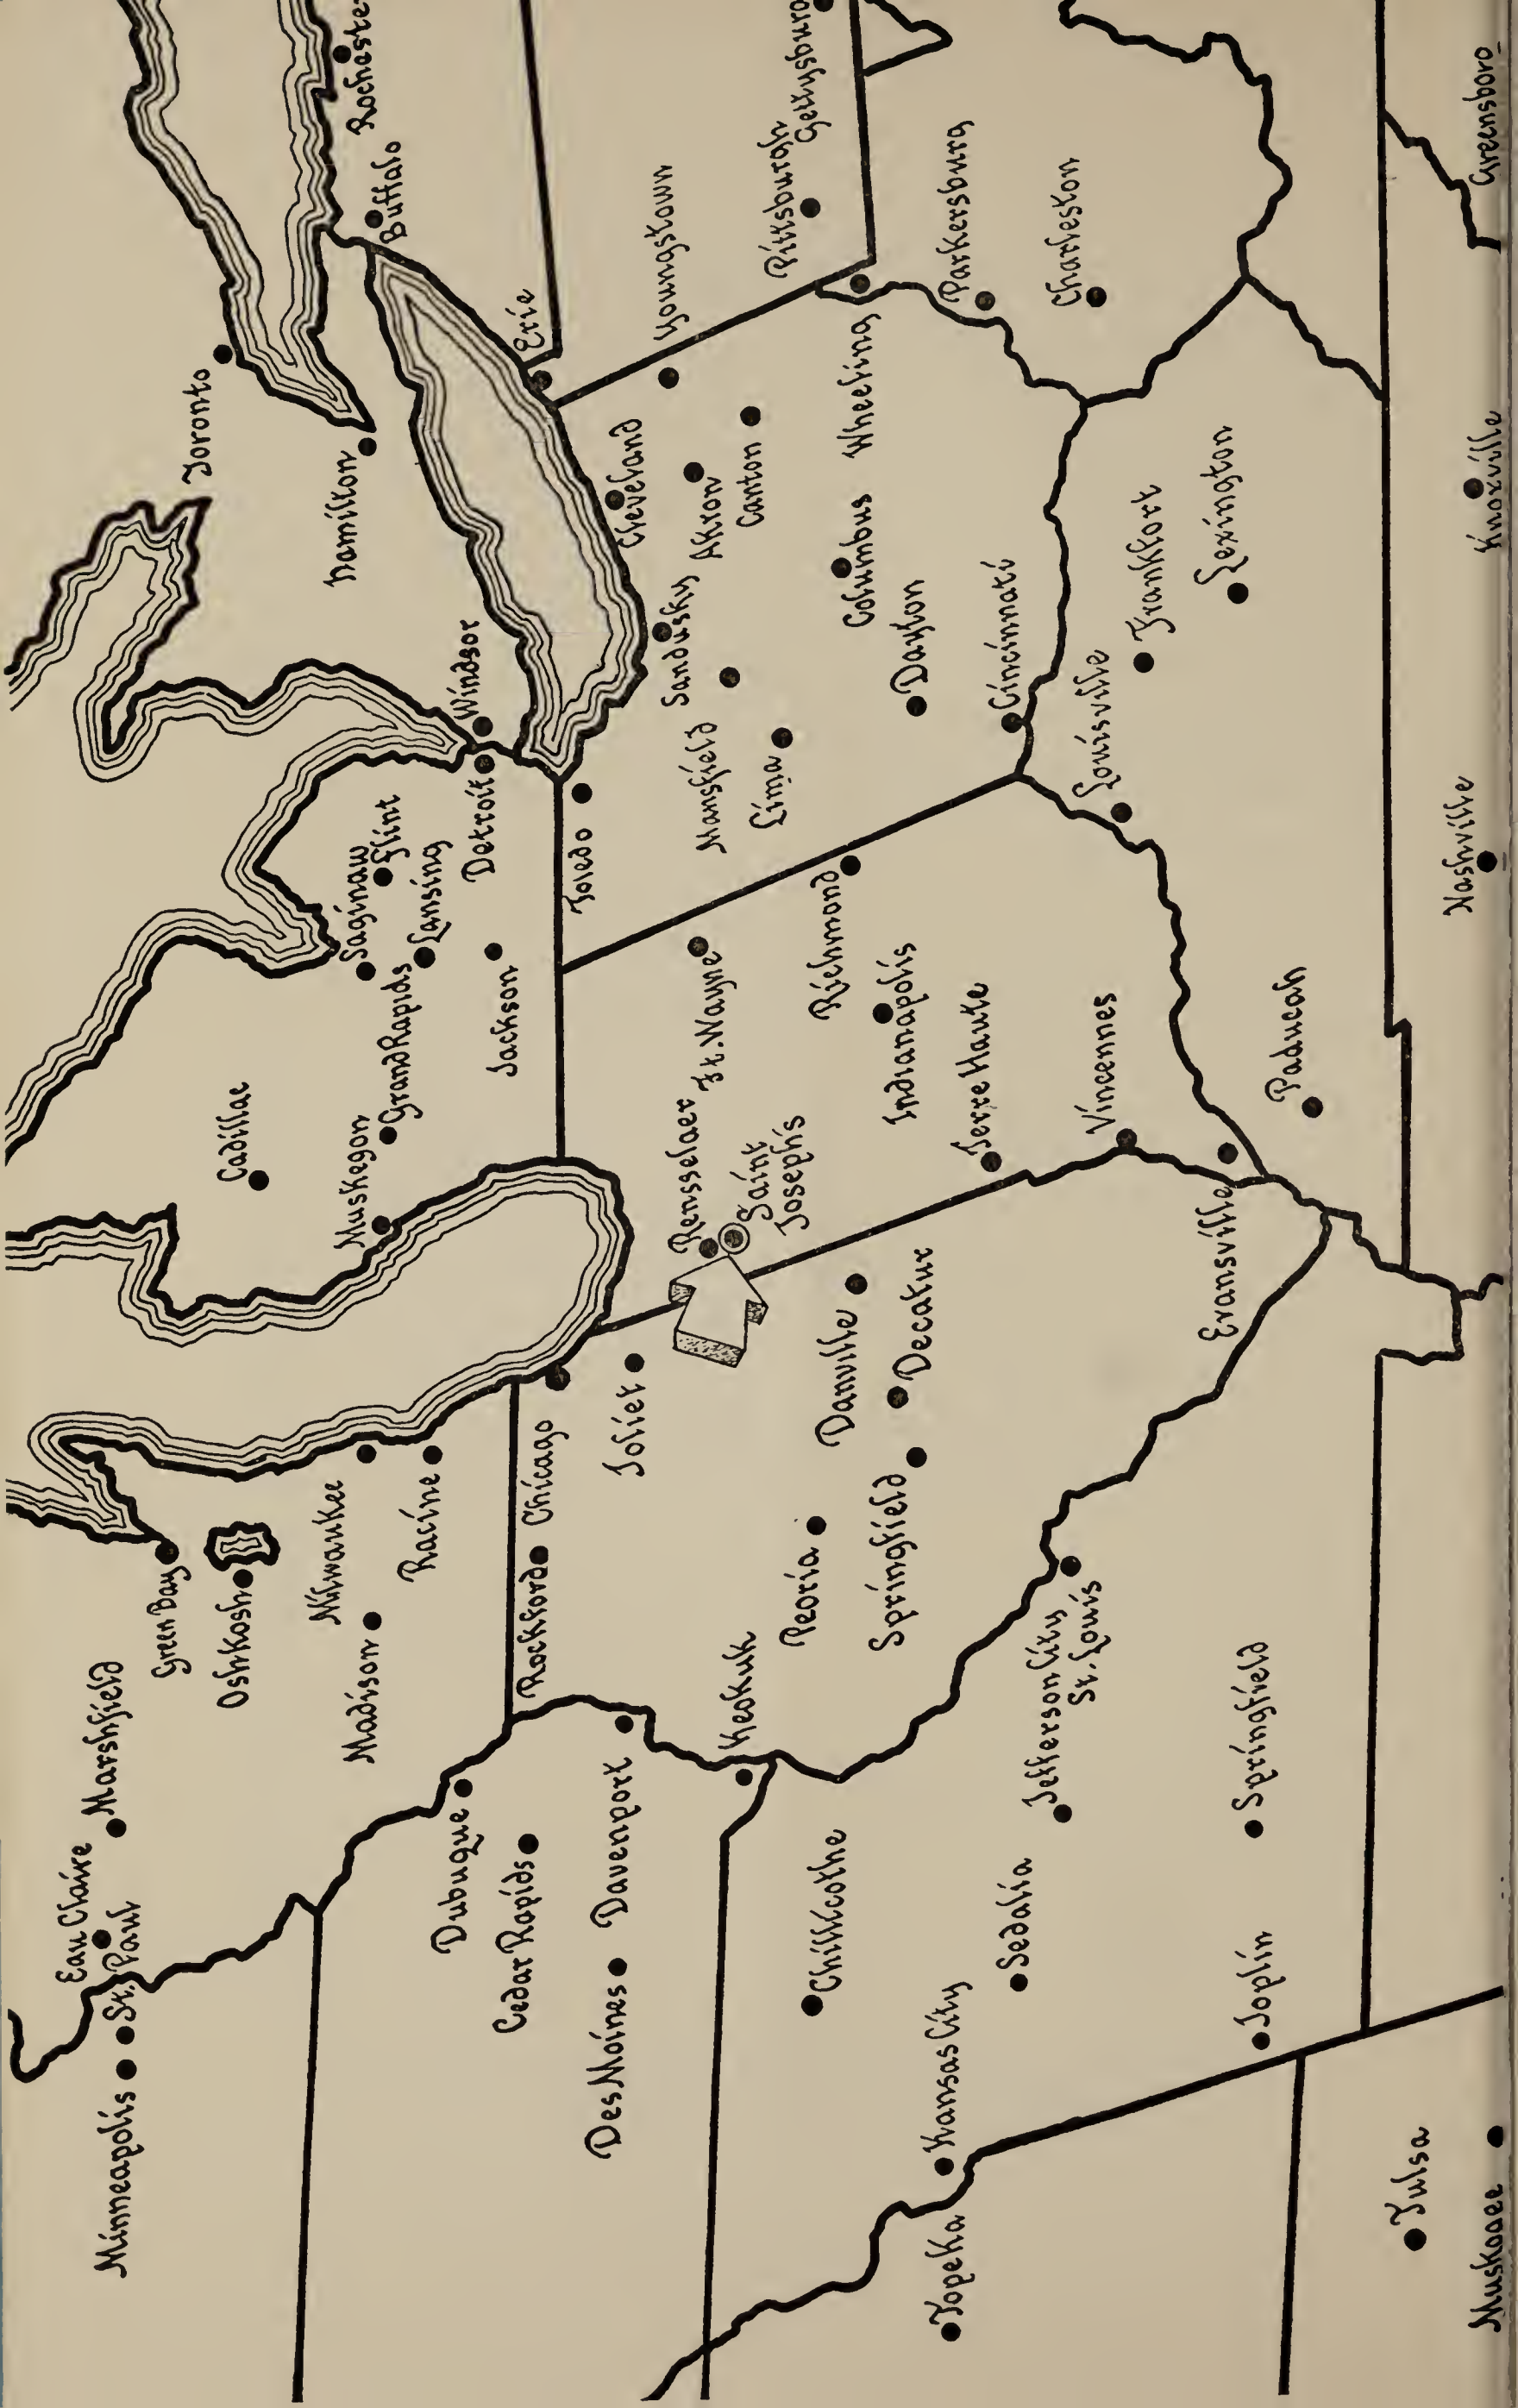 Minneapolis
St. Paul
Eau Claire
Marshfield
Green Bay
Oshkosh
Madison
Milwaukee
Racine
Muskegon
Cadillac
Grand Rapids
Saginaw
Lansing
Flint
Jackson
Detroit
Windsor
Hamilton
Toronto
Buffalo
Rocheste
Dubuque
Cedar Rapids
Des Moines
Davenport
Rockford
Chicago
Joliet
Keokuk
Peoria
Springfield
Danville
Decatur
Rensselaer
Saint
Joseph's
Ft. Wayne
Richmond
Indianapolis
Terre Haute
Vincennes
Evansville
Toledo
Mansfield
Lima
Sandusky
Cleveland
Akron
Canton
Erie
Youngstown
Columbus
Dayton
Cincinnati
Wheeling
Pittsburgh
Gettysburg
Parkersburg
Charleston
Topeka
Kansas City
Chillicothe
Sedalia
Jefferson City
St. Louis
Springfield
Joplin
Louisville
Frankfort
Lexington
Paducah
Tulsa
Muskogee
Nashville
Knoxville
Greensboro